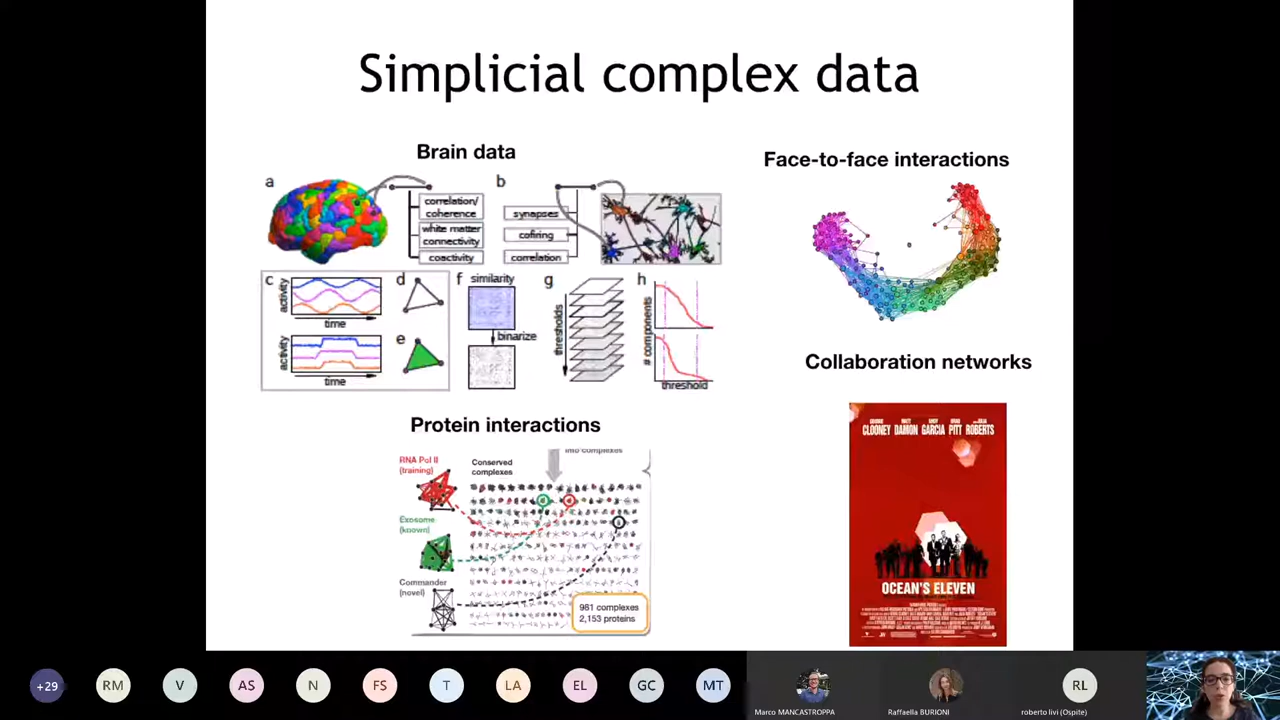 Simplicial complex data
Brain data
a
correlation/
coherence
white matter
connectivity
coactivity
b
synapses
cofiring
correlation
c
activity
time
activity
time
d
e
f similarity
binarize
g
thresholds
h
# components
threshold
Face-to-face interactions
Protein interactions
RNA Pol II
(training)
Exosome
(known)
Commander
(novel)
Conserved
complexes
into complexes
981 complexes
2,153 proteins
Collaboration networks
CLOONEY DAMON GARCIA PITT ROBERTS
OCEAN'S ELEVEN
+29
RM
V
AS
N
FS
T
LA
EL
GC
MT
Marco MANCASTROPPA
Raffaella BURIONI
RL
roberto livi (Ospite)